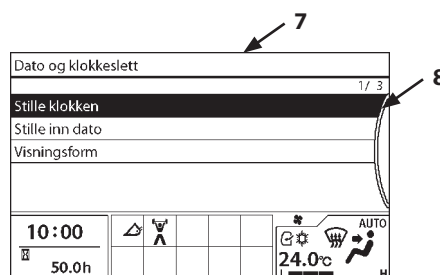 7
Dato og klokkeslett
1/ 3
8
Stille klokken
Stille inn dato
Visningsform
10:00
50.0h
AUTO
24.0℃
L
H